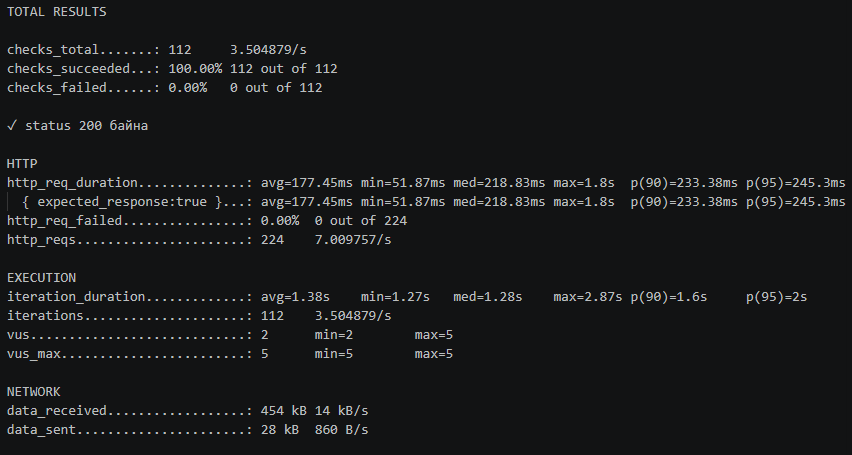 TOTAL RESULTS
checks_total.......: 112     3.504879/s
checks_succeeded...: 100.00% 112 out of 112
checks_failed......: 0.00%   0 out of 112
✓ status 200 байна
HTTP
http_req_duration..............: avg=177.45ms min=51.87ms med=218.83ms max=1.8s  p(90)=233.38ms p(95)=245.3ms
{ expected_response:true }...: avg=177.45ms min=51.87ms med=218.83ms max=1.8s  p(90)=233.38ms p(95)=245.3ms
http_req_failed................: 0.00%  0 out of 224
http_reqs......................: 224    7.009757/s
EXECUTION
iteration_duration.............: avg=1.38s    min=1.27s   med=1.28s    max=2.87s p(90)=1.6s     p(95)=2s
iterations.....................: 112    3.504879/s
vus............................: 2      min=2        max=5
vus_max........................: 5      min=5        max=5
NETWORK
data_received..................: 454 kB 14 kB/s
data_sent......................: 28 kB  860 B/s